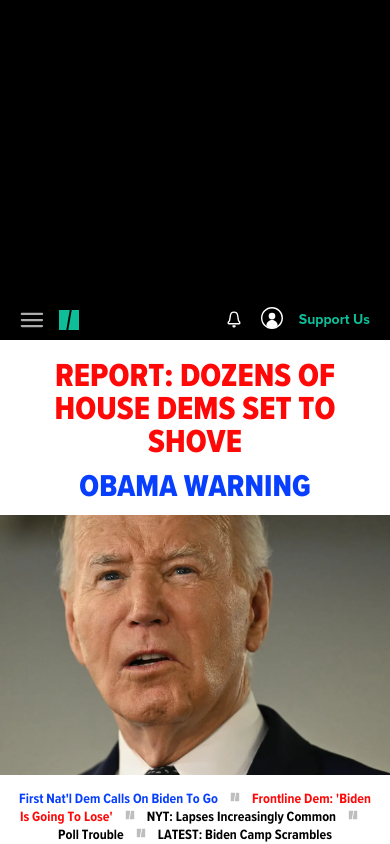 Support Us
REPORT: DOZENS OF
HOUSE DEMS SET TO
SHOVE
OBAMA WARNING
First Nat'l Dem Calls On Biden To Go Frontline Dem: 'Biden
Is Going To Lose' NYT: Lapses Increasingly Common
Poll Trouble LATEST: Biden Camp Scrambles